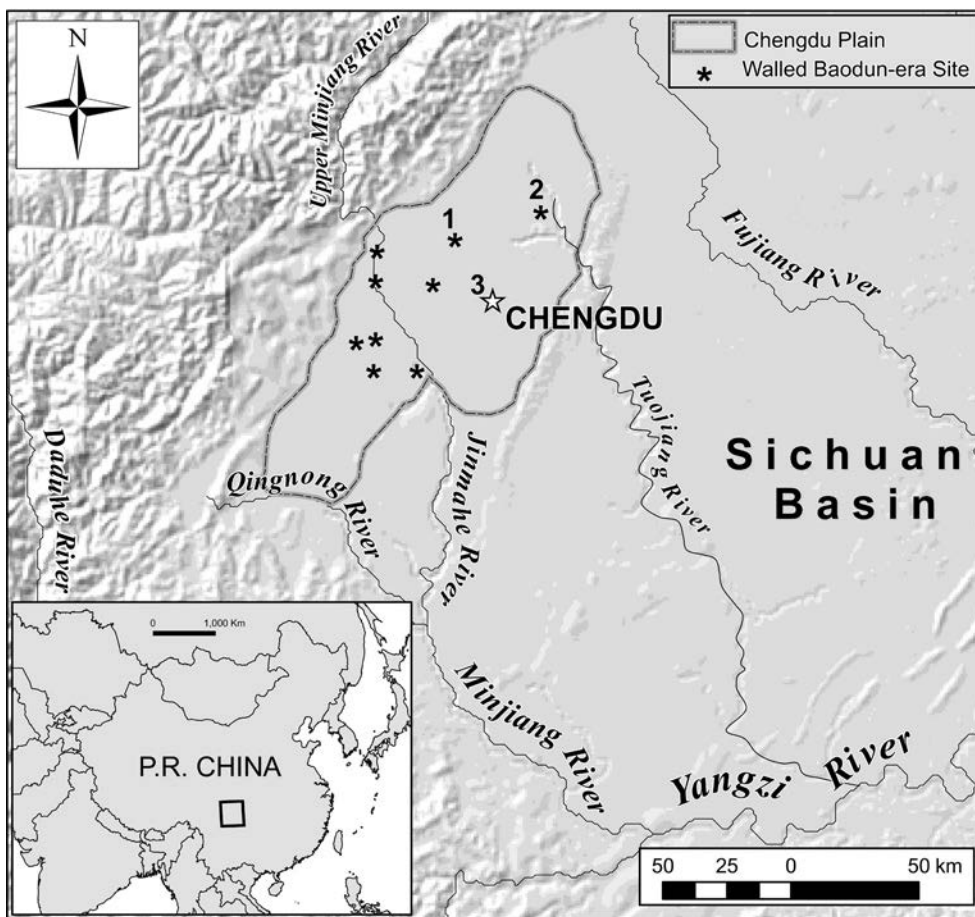 N
Chengdu Plain
* Walled Baodun-era Site
Upper Minjiang River
2
1
Fujiang River
3
CHENGDU
Tuojiang River
Daduhe River
Qingnong River
Jinmahe River
Sichuan
Basin
0 1,000 Km
P.R. CHINA
Minjiang River
Yangzi River
50 25 0 50 km